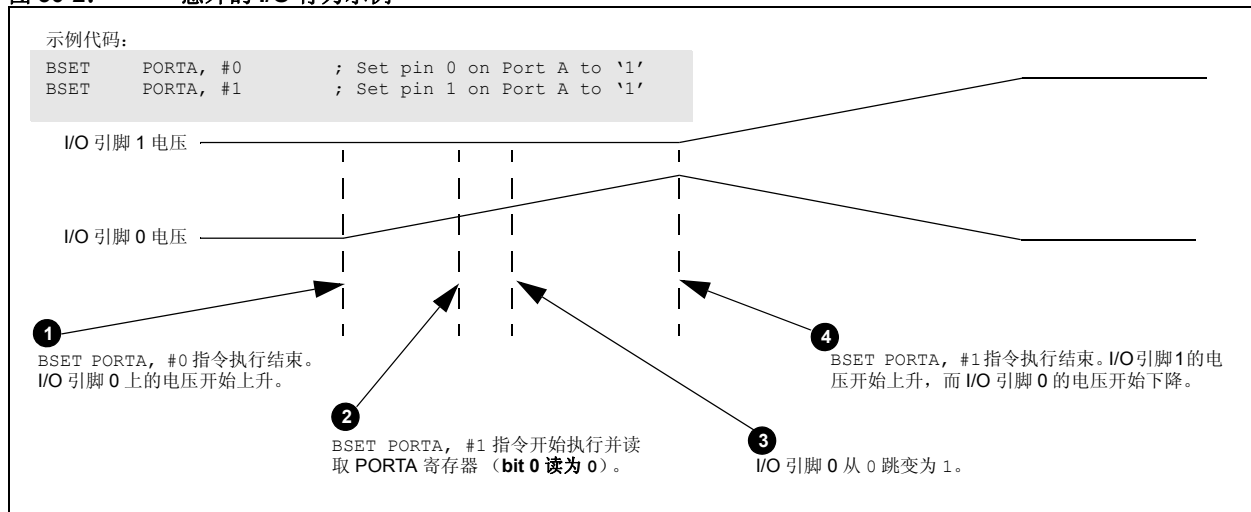 示例代码：
BSET PORTA, #0 ; Set pin 0 on Port A to ‘1’
BSET PORTA, #1 ; Set pin 1 on Port A to ‘1’
I/O 引脚 1 电压
I/O 引脚 0 电压
1
BSET PORTA, #0 指令执行结束。
I/O 引脚 0 上的电压开始上升。
2
BSET PORTA, #1 指令开始执行并读
取 PORTA 寄存器 （bit 0 读为 0）。
3
I/O 引脚 0 从 0 跳变为 1。
4
BSET PORTA, #1 指令执行结束。I/O 引脚 1 的电
压开始上升，而 I/O 引脚 0 的电压开始下降。